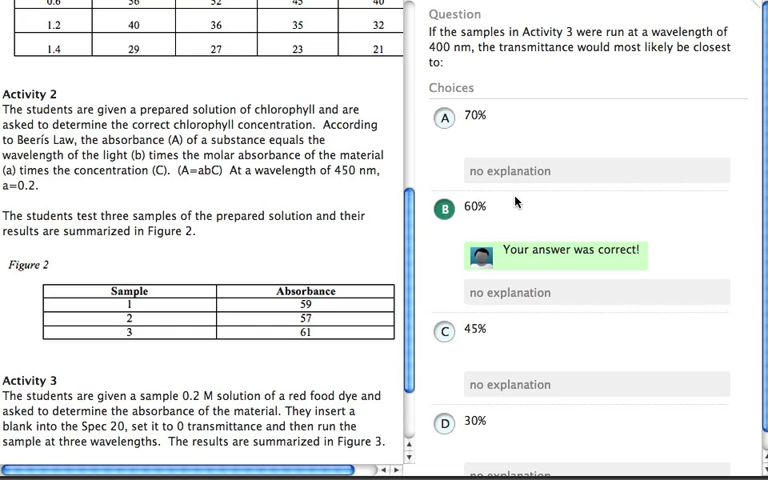 0.6 56 52 45 40
1.2 40 36 35 32
1.4 29 27 23 21
Activity 2
The students are given a prepared solution of chlorophyll and are
asked to determine the correct chlorophyll concentration. According
to Beerís Law, the absorbance (A) of a substance equals the
wavelength of the light (b) times the molar absorbance of the material
(a) times the concentration (C). (A=abC) At a wavelength of 450 nm,
a=0.2.
The students test three samples of the prepared solution and their
results are summarized in Figure 2.
Figure 2
Sample Absorbance
1 59
2 57
3 61
Activity 3
The students are given a sample 0.2 M solution of a red food dye and
asked to determine the absorbance of the material. They insert a
blank into the Spec 20, set it to 0 transmittance and then run the
sample at three wavelengths. The results are summarized in Figure 3.
Question
If the samples in Activity 3 were run at a wavelength of
400 nm, the transmittance would most likely be closest
to:
Choices
A 70%
no explanation
B 60%
Your answer was correct!
no explanation
C 45%
no explanation
D 30%
no explanation